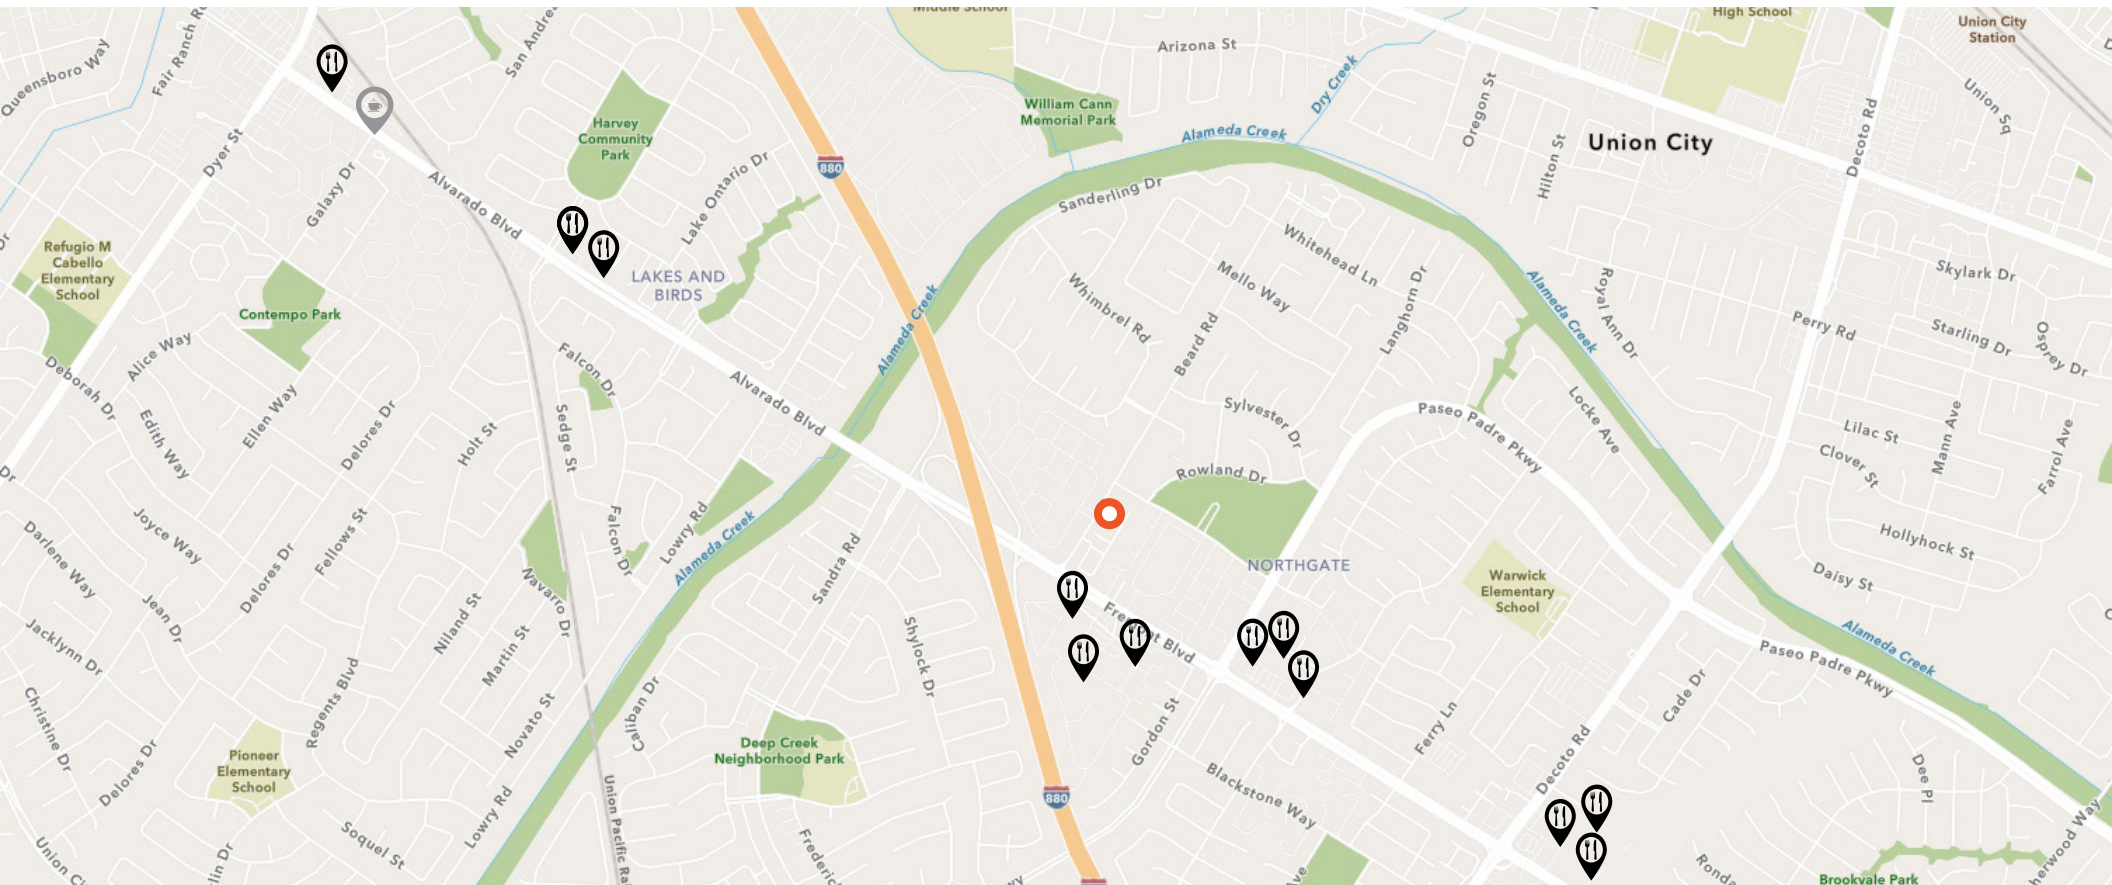 High School
Union City
Station
Queensboro Way
Arizona St
Dry Creek
Oregon St
Union Sq
William Cann
Memorial Park
Harvey
Community
Park
Alameda Creek
Union City
Decoto Rd
Dyer St
Hilton St
880
Galaxy Dr
Alvarado Blvd
Lake Ontario Dr
Sanderling Dr
Refugio M
Cabello
Elementary
School
LAKES AND
BIRDS
Whitehead Ln
Mello Way
Whimbrel Rd
Langhorn Dr
Alameda Creek
Royal Ann Dr
Skylark Dr
Contempo Park
Alameda Creek
Beard Rd
Perry Rd
Starling Dr
Osprey Dr
Alice Way
Deborah Dr
Falcon Dr
Alvarado Blvd
Edith Way
Ellen Way
Delores Dr
Holt St
Sedge St
Sylvester Dr
Paseo Padre Pkwy
Locke Ave
Lilac St
Mann Ave
Clover St
Farrol Ave
Rowland Dr
Dr
Darlene Way
Joyce Way
Fellows St
Falcon Dr
Lowry Rd
Alameda Creek
Sandra Rd
Hollyhock St
NORTHGATE
Daisy St
Warwick
Elementary
School
Delores Dr
Navarro Dr
Jean Dr
Jacklynn Dr
Niland St
Martin St
Shylock Dr
Fremont Blvd
Alameda Creek
Paseo Padre Pkwy
Christine Dr
Regents Blvd
Novato St
Caliban Dr
Gordon St
Ferry Ln
Cade Dr
Pioneer
Elementary
School
Delores Dr
Deep Creek
Neighborhood Park
Decoto Rd
Dee Pl
880
Blackstone Way
Lowry Rd
Soquel St
Brookvale Park